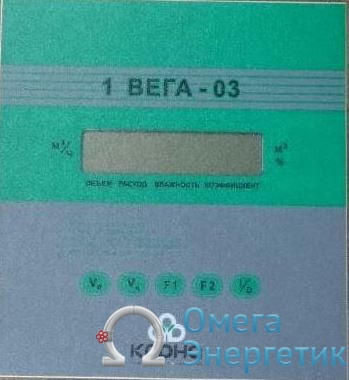 1 ВЕГА - 03
м³/ч
м³
%
ОБЪЕМ РАСХОД ВЛАЖНОСТЬ КОЭФФИЦИЕНТ
F1 F2
Омега
Энергетик